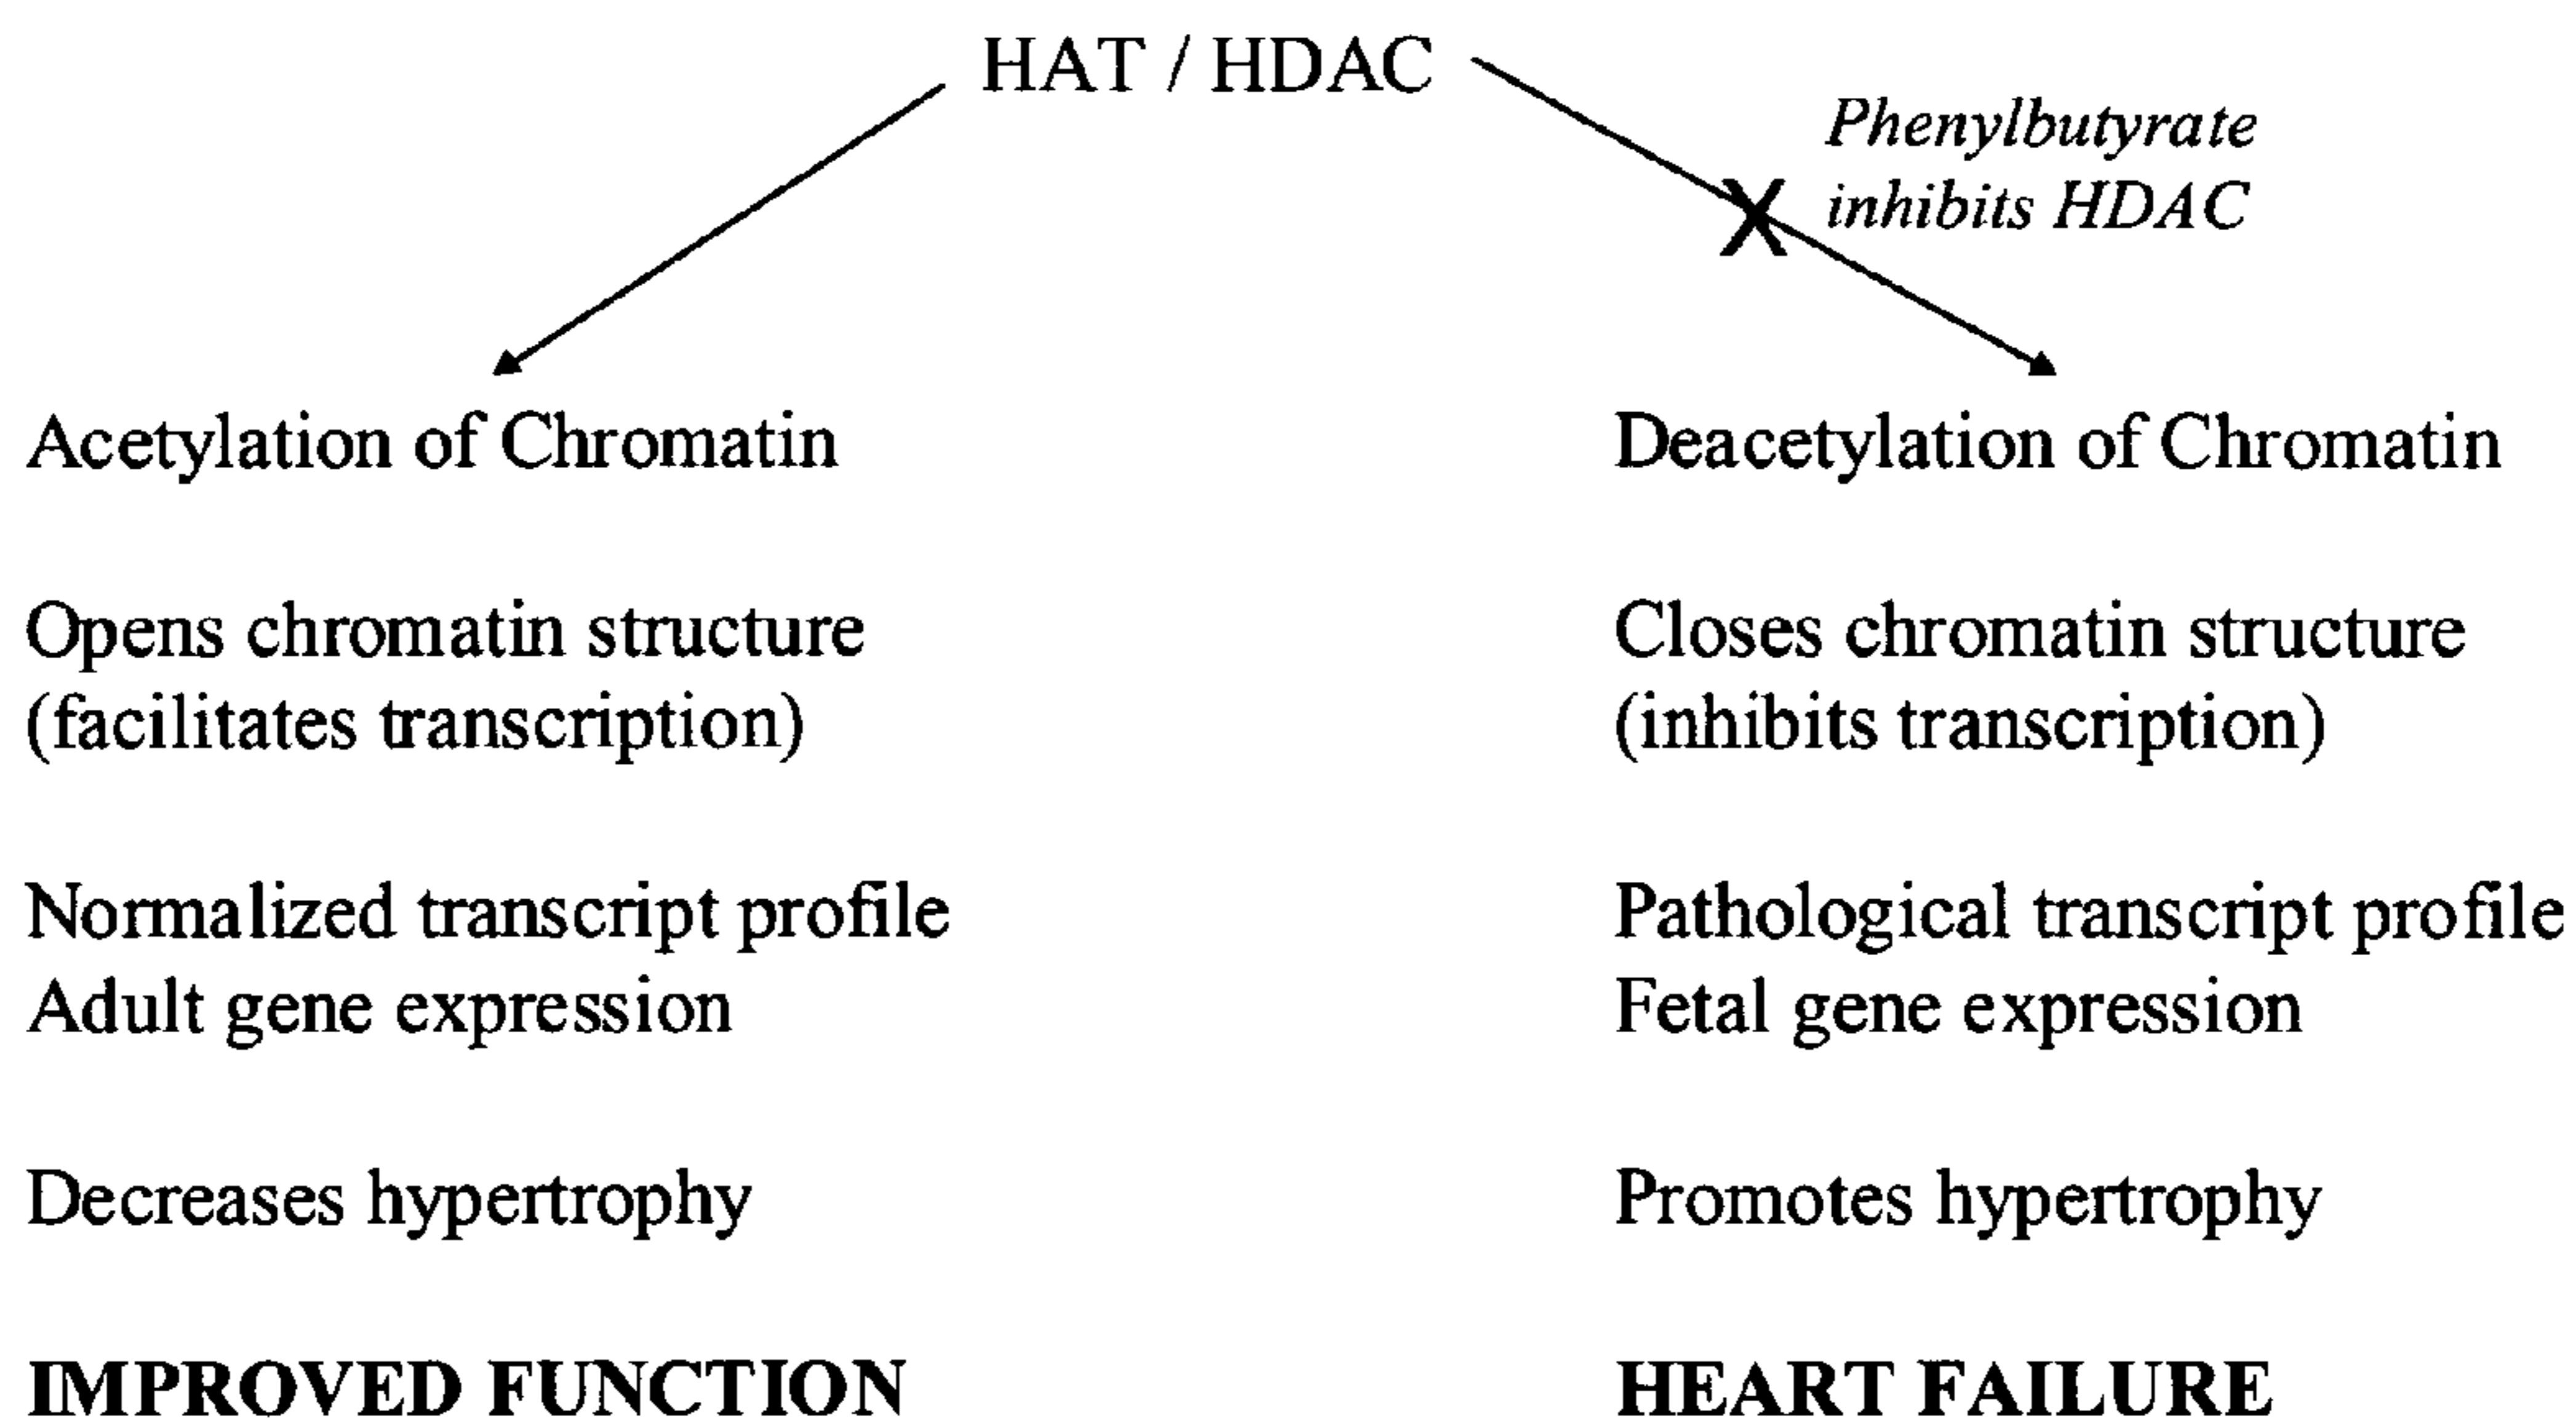 HAT / HDAC
Phenylbutyrate
inhibits HDAC
X
Acetylation of Chromatin
Opens chromatin structure
(facilitates transcription)
Normalized transcript profile
Adult gene expression
Decreases hypertrophy
IMPROVED FUNCTION
Deacetylation of Chromatin
Closes chromatin structure
(inhibits transcription)
Pathological transcript profile
Fetal gene expression
Promotes hypertrophy
HEART FAILURE